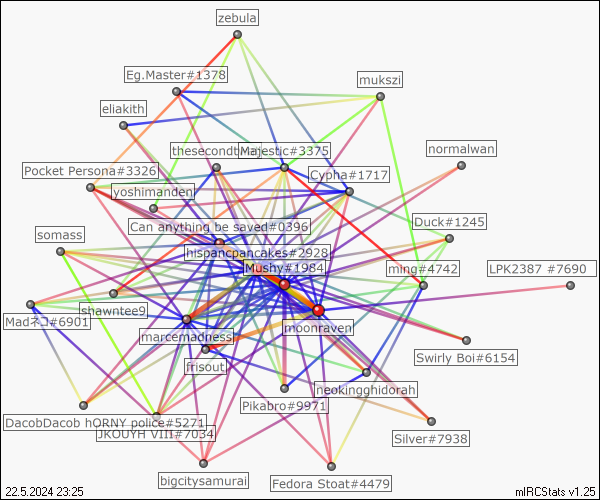 zebula
Eg.Master#1378
mukszi
eliakith
thesecondt
Majestic#3375
normalwan
Pocket Persona#3326
Cypha#1717
yoshimanden
Can anything be saved#0396
Duck#1245
somass
hispancpancakes#2928
Mushy#1984
ming#4742
LPK2387 #7690
shawntee9
Madネコ#6901
marcemadness
moonraven
Swirly Boi#6154
frisout
neokingghidorah
Pikabro#9971
DacobDacob hORNY police#5271
JKOUYH VIII#7034
Silver#7938
bigcitysamurai
Fedora Stoat#4479
22.5.2024 23:25
mIRCStats v1.25